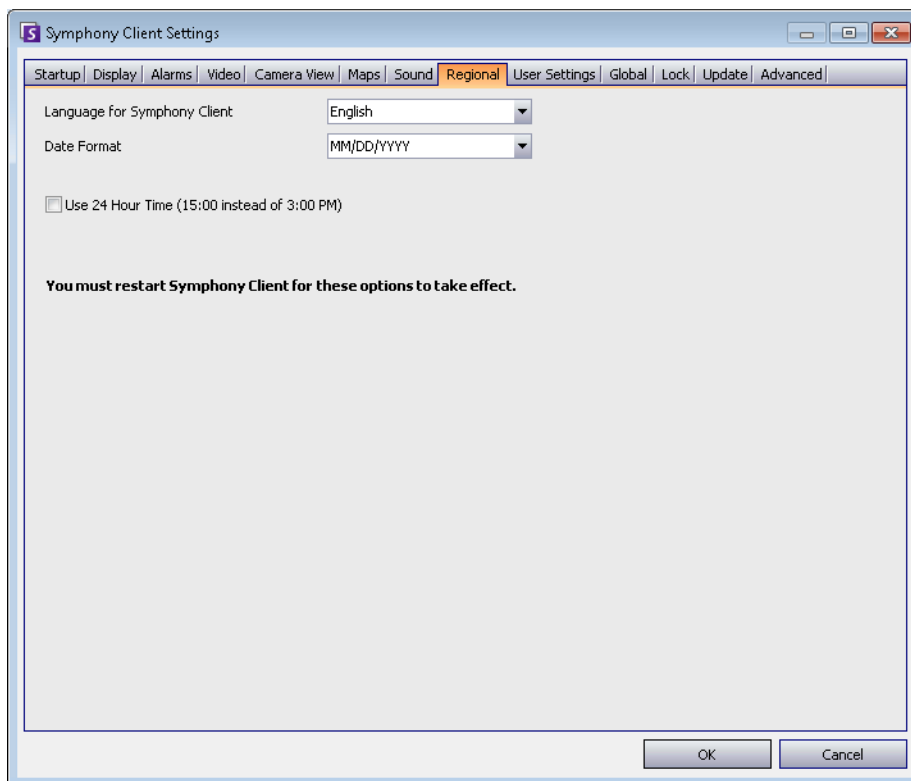 Symphony Client Settings
Startup Display Alarms Video Camera View Maps Sound Regional User Settings Global Lock Update Advanced
Language for Symphony Client English
Date Format MM/DD/YYYY
Use 24 Hour Time (15:00 instead of 3:00 PM)
You must restart Symphony Client for these options to take effect.
OK Cancel